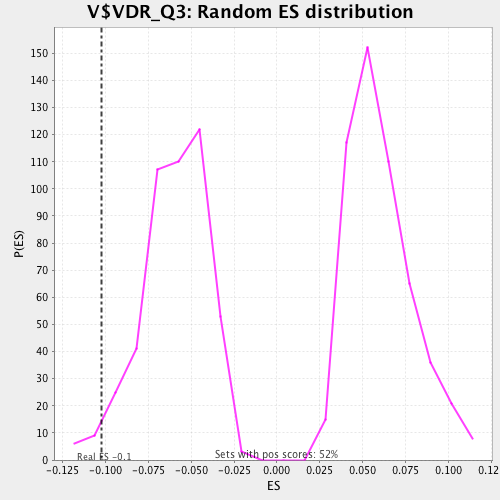 V$VDR_Q3: Random ES distribution
P(ES)
150
140
130
120
110
100
90
80
70
60
50
40
30
20
10
0
Real ES -0.1
Sets with pos scores: 52%
-0.125 -0.100 -0.075 -0.050 -0.025 0.000 0.025 0.050 0.075 0.100 0.12
ES